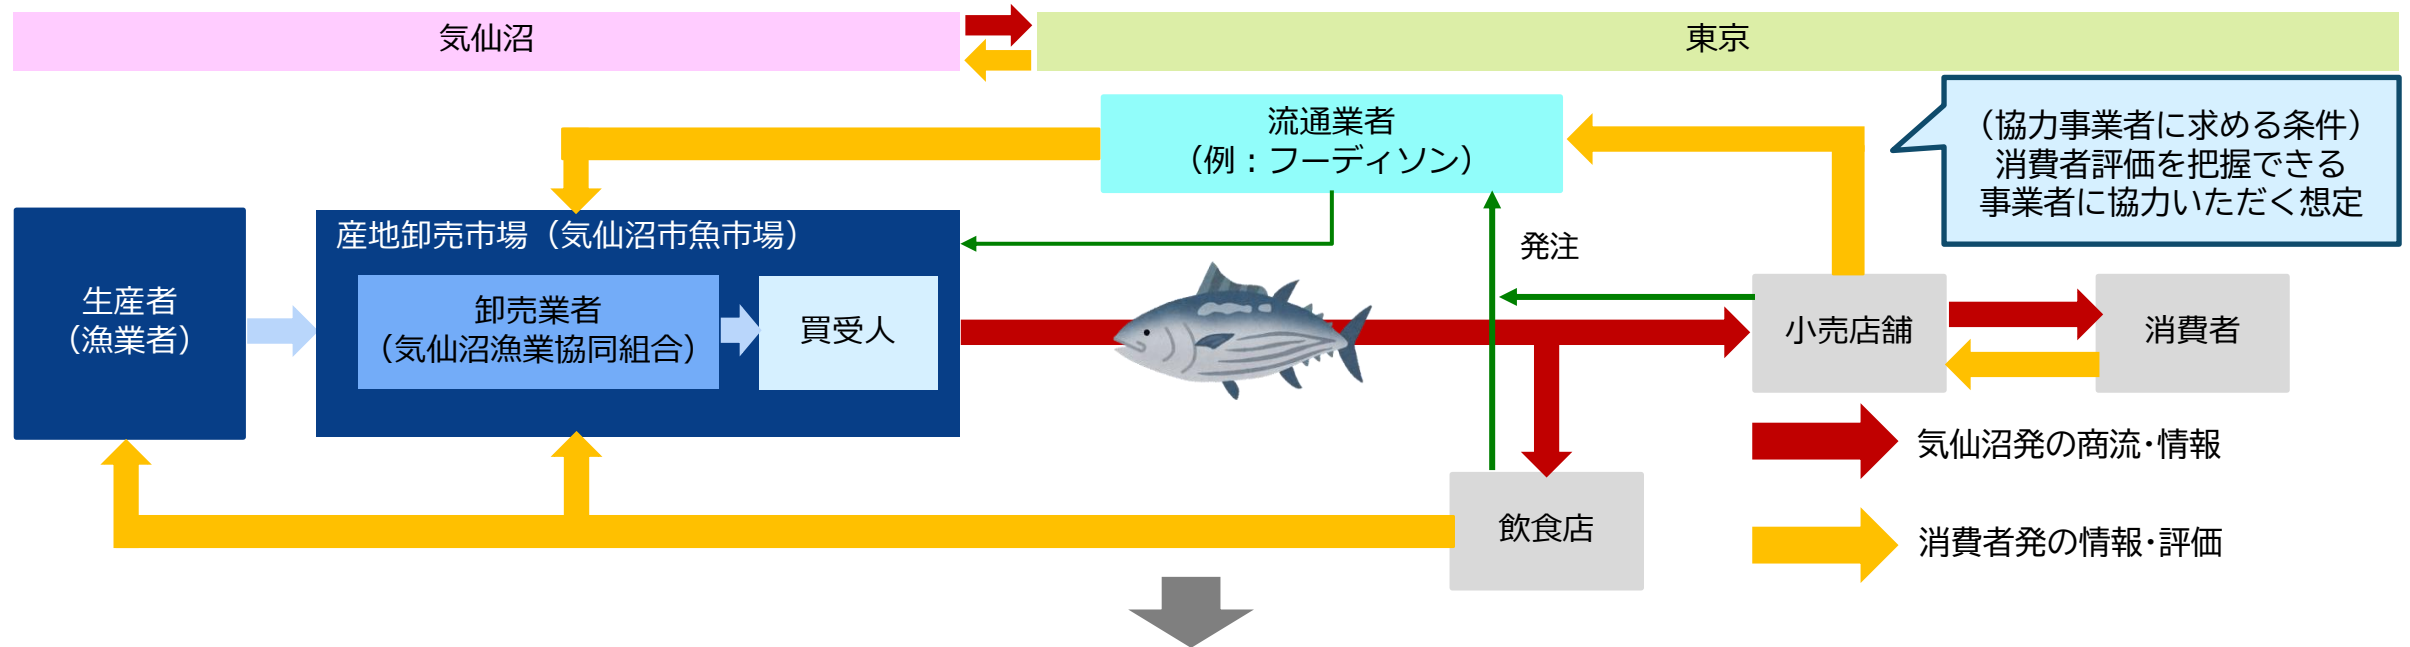 気仙沼
東京
流通業者
（例：フーディソン）
（協力事業者に求める条件）
消費者評価を把握できる
事業者に協力いただく想定
産地卸売市場（気仙沼市魚市場）
発注
生産者
（漁業者）
卸売業者
（気仙沼漁業協同組合）
買受人
小売店舗
消費者
気仙沼発の商流･情報
飲食店
消費者発の情報･評価